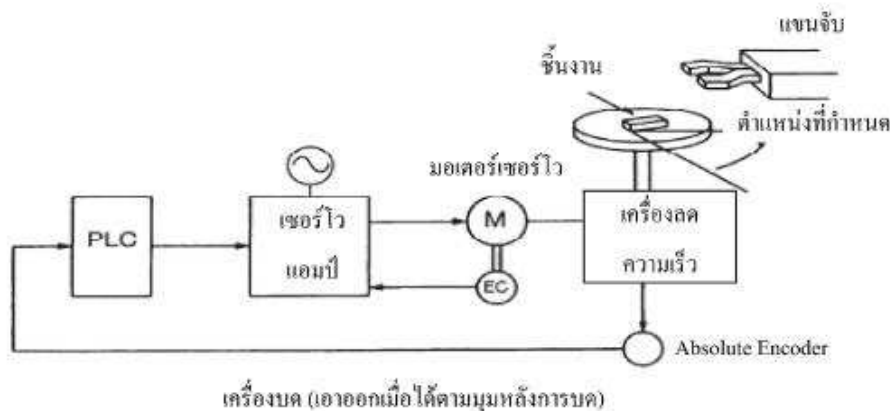 แขนจับ
ชิ้นงาน
ตำแหน่งที่กำหนด
มอเตอร์เซอร์โว
PLC
เซอร์โว
แอมป์
M
EC
เครื่องลด
ความเร็ว
Absolute Encoder
เครื่องบด (เอาออกเมื่อได้ตามมุมหลังการบด)